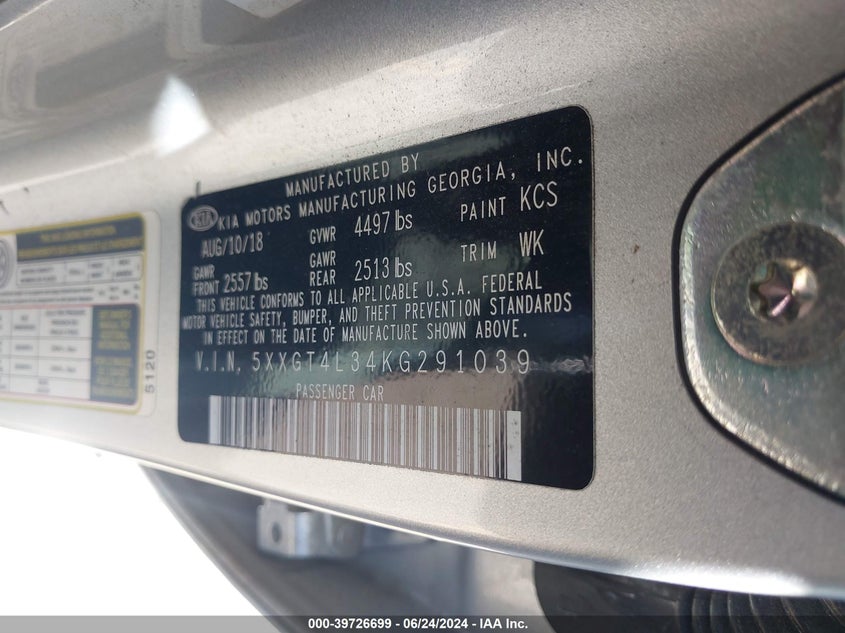 MANUFACTURED BY
KIA KIA MOTORS MANUFACTURING GEORGIA, INC.
AUG/10/18 GVWR 4497 lbs PAINT KCS
GAWR FRONT 2557 lbs GAWR REAR 2513 lbs TRIM WK
THIS VEHICLE CONFORMS TO ALL APPLICABLE U.S.A. FEDERAL
MOTOR VEHICLE SAFETY, BUMPER, AND THEFT PREVENTION STANDARDS
IN EFFECT ON THE DATE OF MANUFACTURE SHOWN ABOVE.
V.I.N. 5XXGT4L34KG291039
PASSENGER CAR
5120
000-39726699 / 06/24/2024 - IAA Inc.